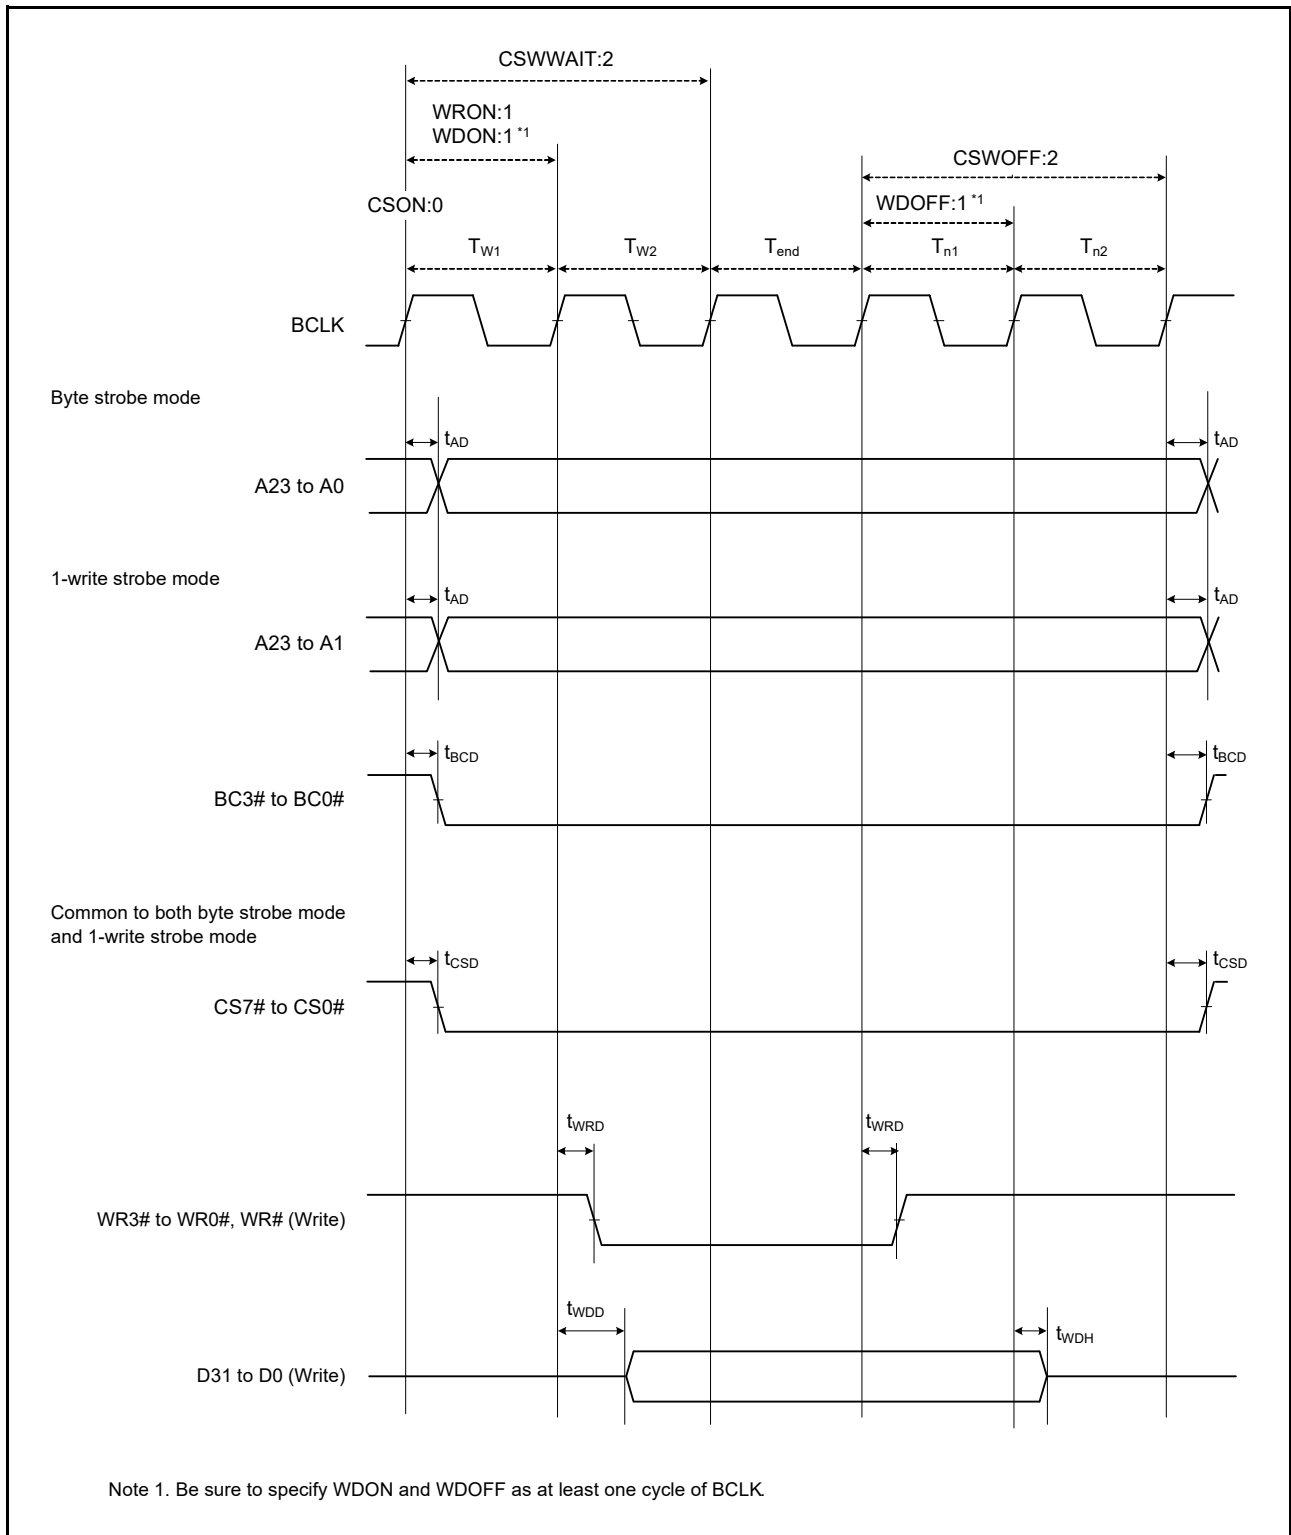 CSWWAIT:2
WRON:1
WDON:1 *1
CSWOFF:2
WDOFF:1 *1
CSON:0
TW1
TW2
Tend
Tn1
Tn2
BCLK
Byte strobe mode
tAD
tAD
A23 to A0
1-write strobe mode
tAD
tAD
A23 to A1
tBCD
tBCD
BC3# to BC0#
Common to both byte strobe mode
and 1-write strobe mode
tCSD
tCSD
CS7# to CS0#
tWRD
tWRD
WR3# to WR0#, WR# (Write)
tWDD
tWDH
D31 to D0 (Write)
Note 1. Be sure to specify WDON and WDOFF as at least one cycle of BCLK.